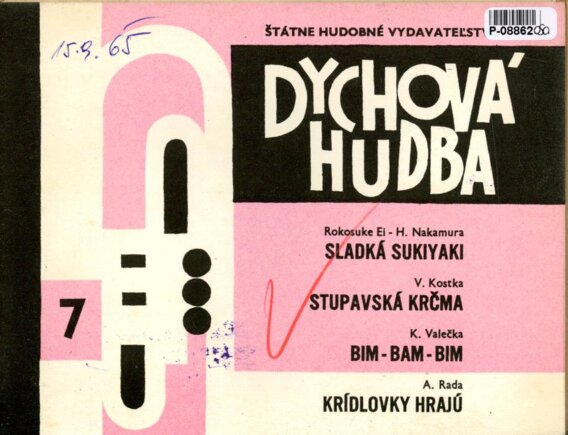 15.9.65
ŠTÁTNE HUDOBNÉ VYDAVATEĽSTV
P-08862
DYCHOVÁ
HUDBA
Rokosuke Ei - H. Nakamura
SLADKÁ SUKIYAKI
V. Kostka
STUPAVSKÁ KRČMA
7
K. Valečka
BIM - BAM - BIM
A. Rada
KRÍDLOVKY HRAJÚ